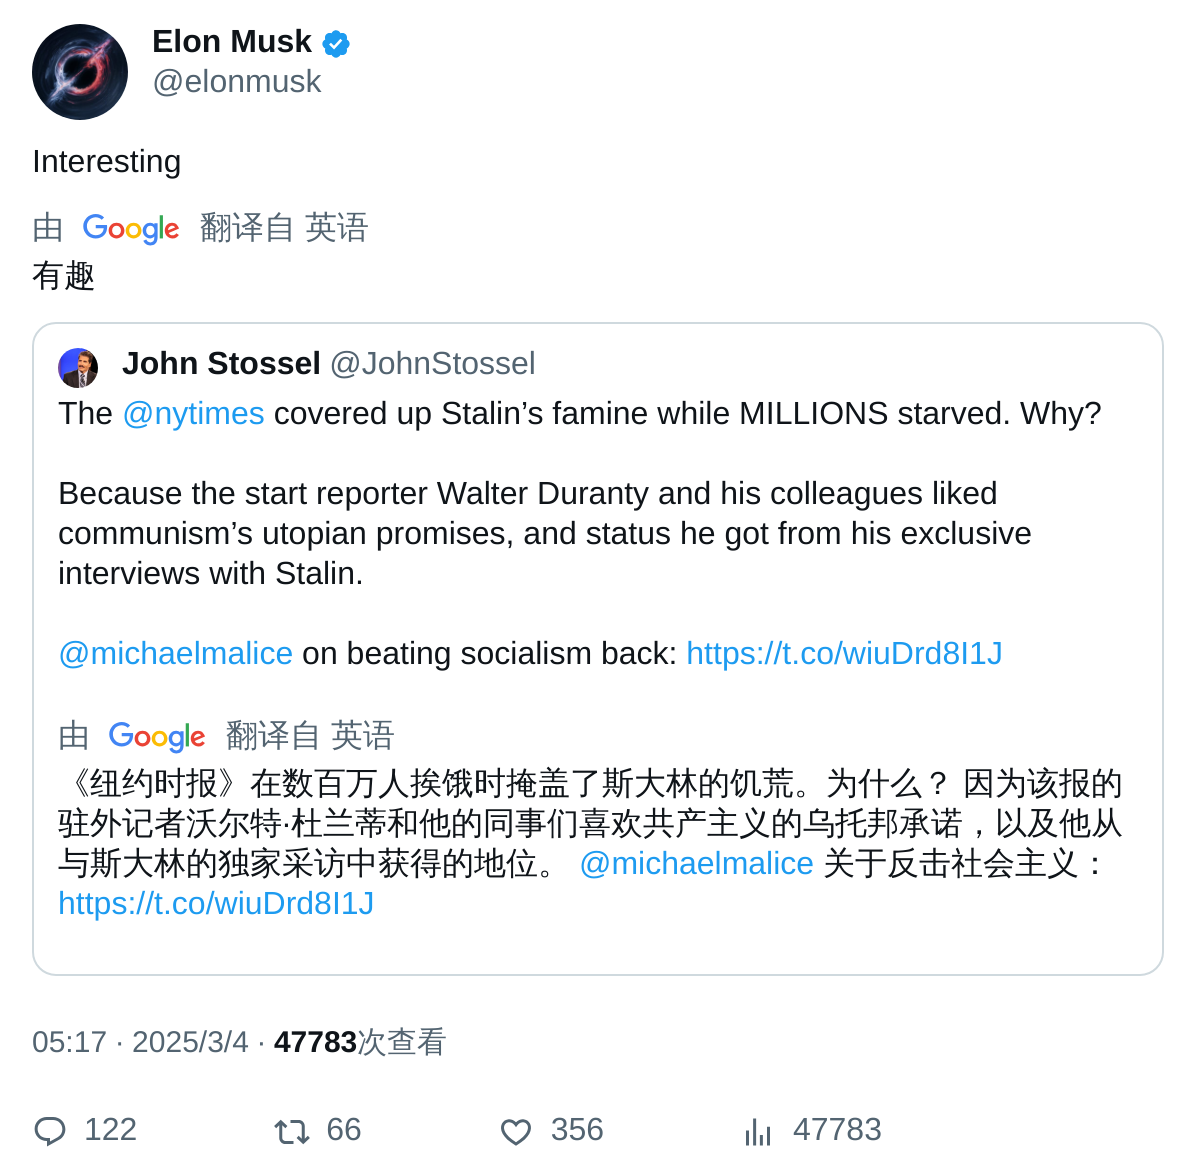 Elon Musk
@elonmusk
Interesting
由 Google 翻译自 英语
有趣
John Stossel @JohnStossel
The @nytimes covered up Stalin’s famine while MILLIONS starved. Why?
Because the start reporter Walter Duranty and his colleagues liked
communism’s utopian promises, and status he got from his exclusive
interviews with Stalin.
@michaelmalice on beating socialism back: https://t.co/wiuDrd8I1J
由 Google 翻译自 英语
《纽约时报》在数百万人挨饿时掩盖了斯大林的饥荒。为什么？ 因为该报的
驻外记者沃尔特·杜兰蒂和他的同事们喜欢共产主义的乌托邦承诺，以及他从
与斯大林的独家采访中获得的地位。 @michaelmalice 关于反击社会主义：
https://t.co/wiuDrd8I1J
05:17 · 2025/3/4 · 47783次查看
122 66 356 47783